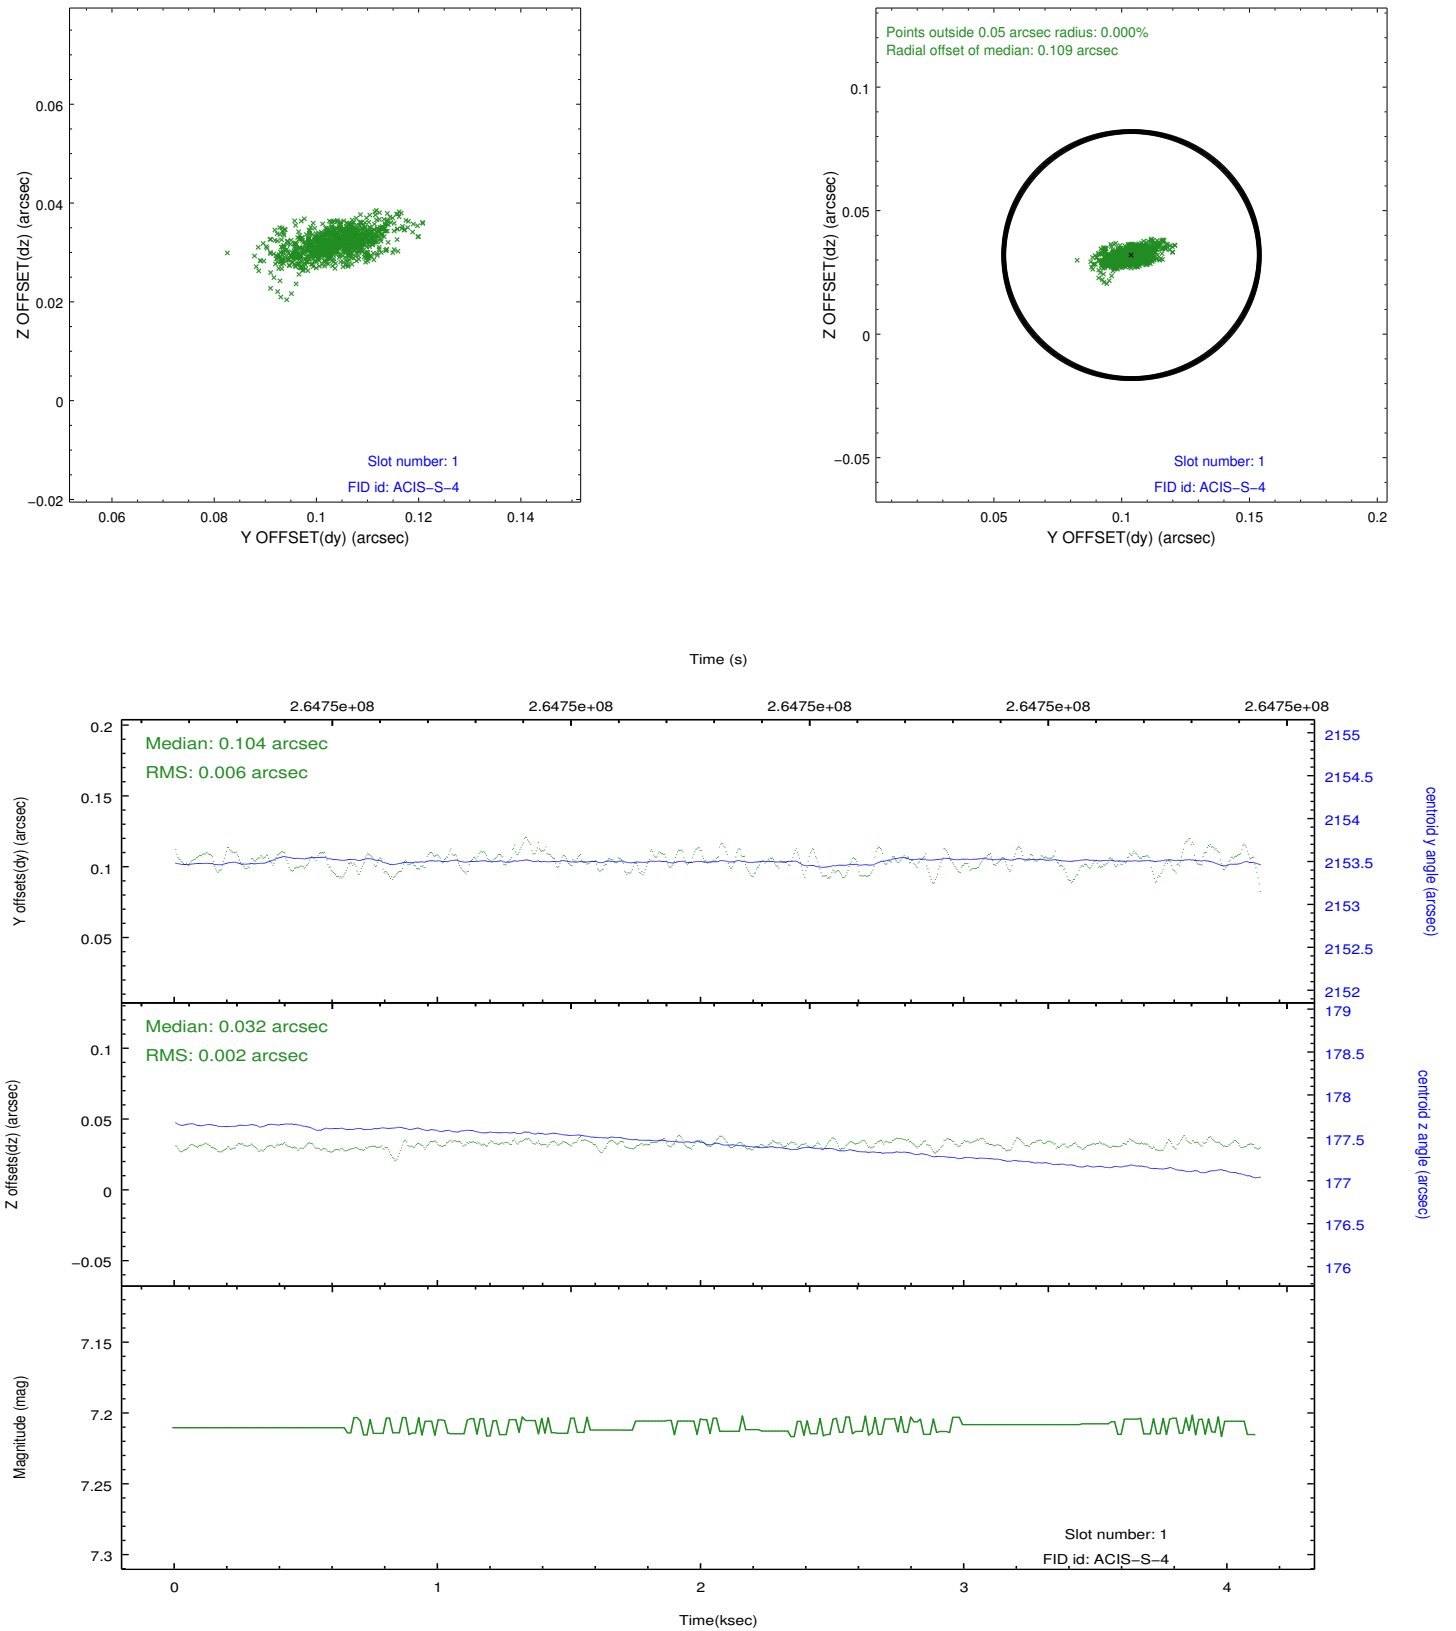 0.06
0.04
0.02
0
−0.02
Z OFFSET(dz) (arcsec)
Slot number: 1
FID id: ACIS−S−4
0.06 0.08 0.1 0.12 0.14
Y OFFSET(dy) (arcsec)
Points outside 0.05 arcsec radius: 0.000%
Radial offset of median: 0.109 arcsec
0.1
0.05
0
−0.05
Z OFFSET(dz) (arcsec)
Slot number: 1
FID id: ACIS−S−4
0.05 0.1 0.15 0.2
Y OFFSET(dy) (arcsec)
Time (s)
2.6475e+08 2.6475e+08 2.6475e+08 2.6475e+08 2.6475e+08
Median: 0.104 arcsec
RMS: 0.006 arcsec
0.2
0.15
0.1
0.05
Y offsets(dy) (arcsec)
2155
2154.5
2154
2153.5
2153
2152.5
2152
centroid y angle (arcsec)
Median: 0.032 arcsec
RMS: 0.002 arcsec
0.1
0.05
0
−0.05
Z offsets(dz) (arcsec)
179
178.5
178
177.5
177
176.5
176
centroid z angle (arcsec)
7.15
7.2
7.25
7.3
Magnitude (mag)
Slot number: 1
FID id: ACIS−S−4
0 1 2 3 4
Time(ksec)